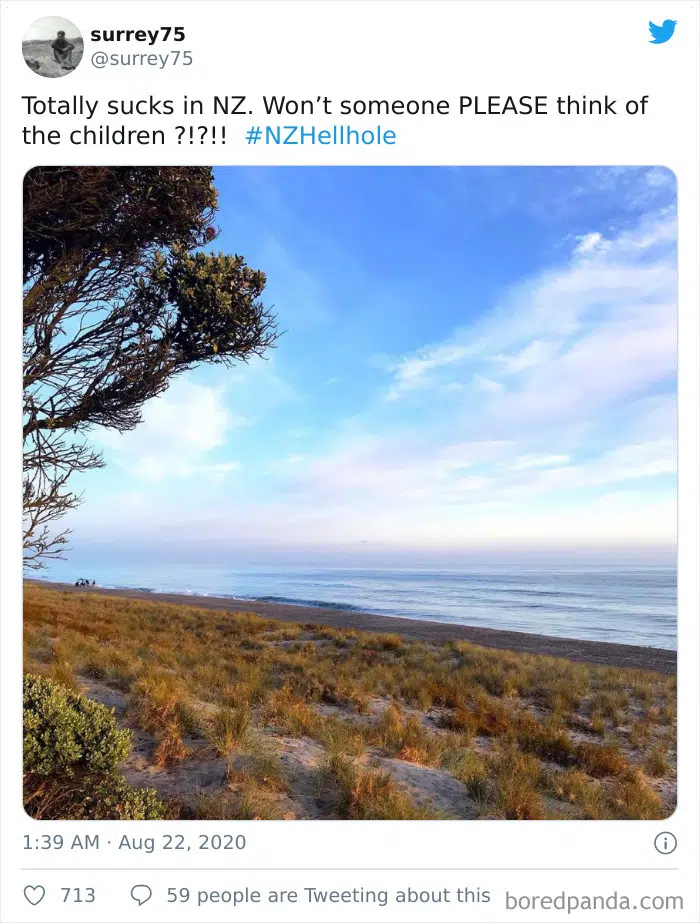 surrey75
@surrey75
Totally sucks in NZ. Won’t someone PLEASE think of
the children ?!?!!  #NZHellhole
1:39 AM · Aug 22, 2020
713
59 people are Tweeting about this
boredpanda.com